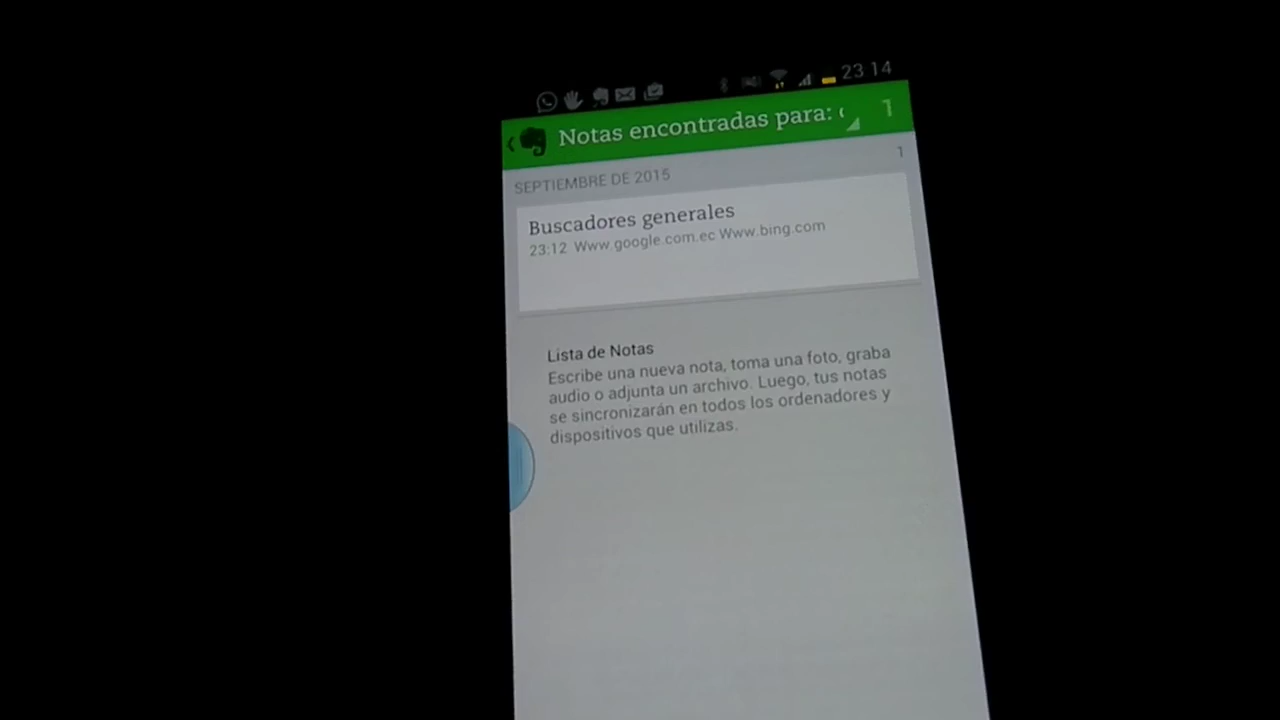 23 14
Notas encontradas para:
1
SEPTIEMBRE DE 2015
1
Buscadores generales
23:12 Www.google.com.ec Www.bing.com
Lista de Notas
Escribe una nueva nota, toma una foto, graba
audio o adjunta un archivo. Luego, tus notas
se sincronizarán en todos los ordenadores y
dispositivos que utilizas.